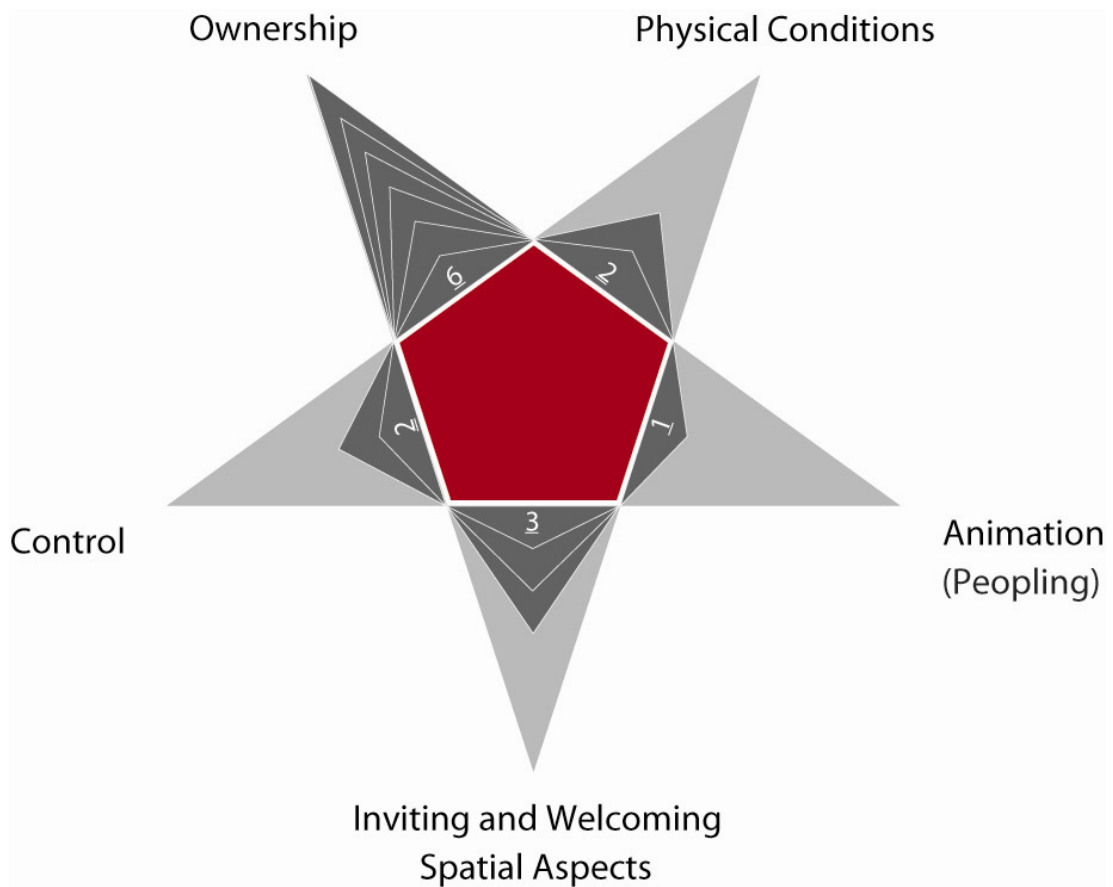 Ownership
Physical Conditions
6
2
2
1
3
Control
Animation
(Peopling)
Inviting and Welcoming
Spatial Aspects